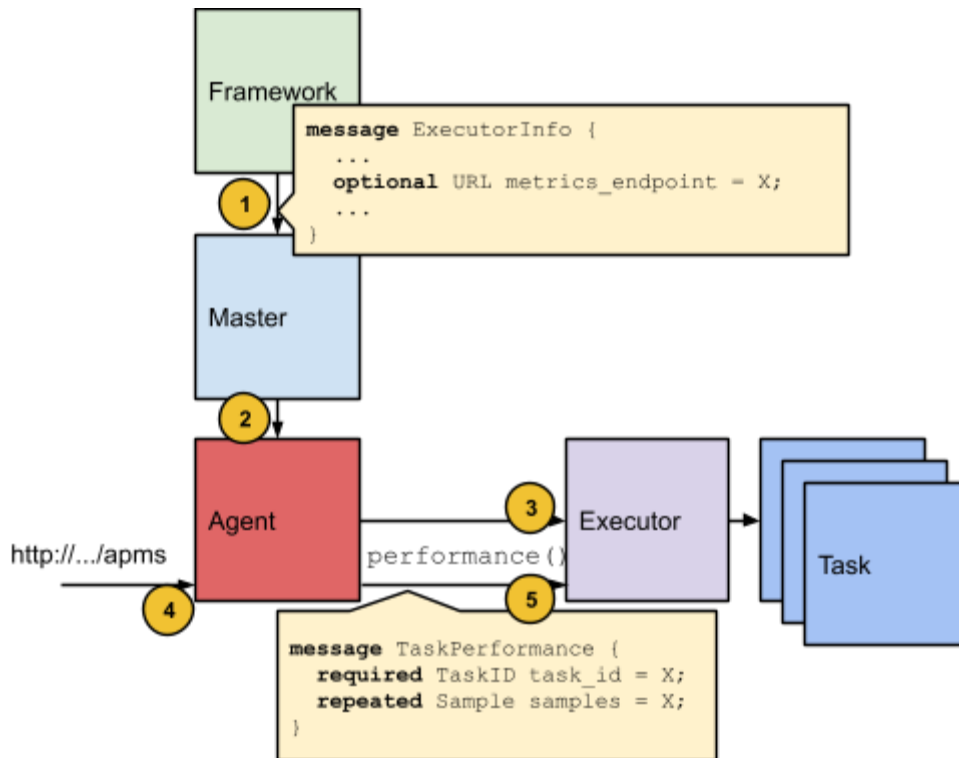 Framework
message ExecutorInfo {
...
optional URL metrics_endpoint = X;
...
}
1
Master
2
Agent
3
Executor
Task
http://.../apms
performance()
4
5
message TaskPerformance {
required TaskID task_id = X;
repeated Sample samples = X;
}